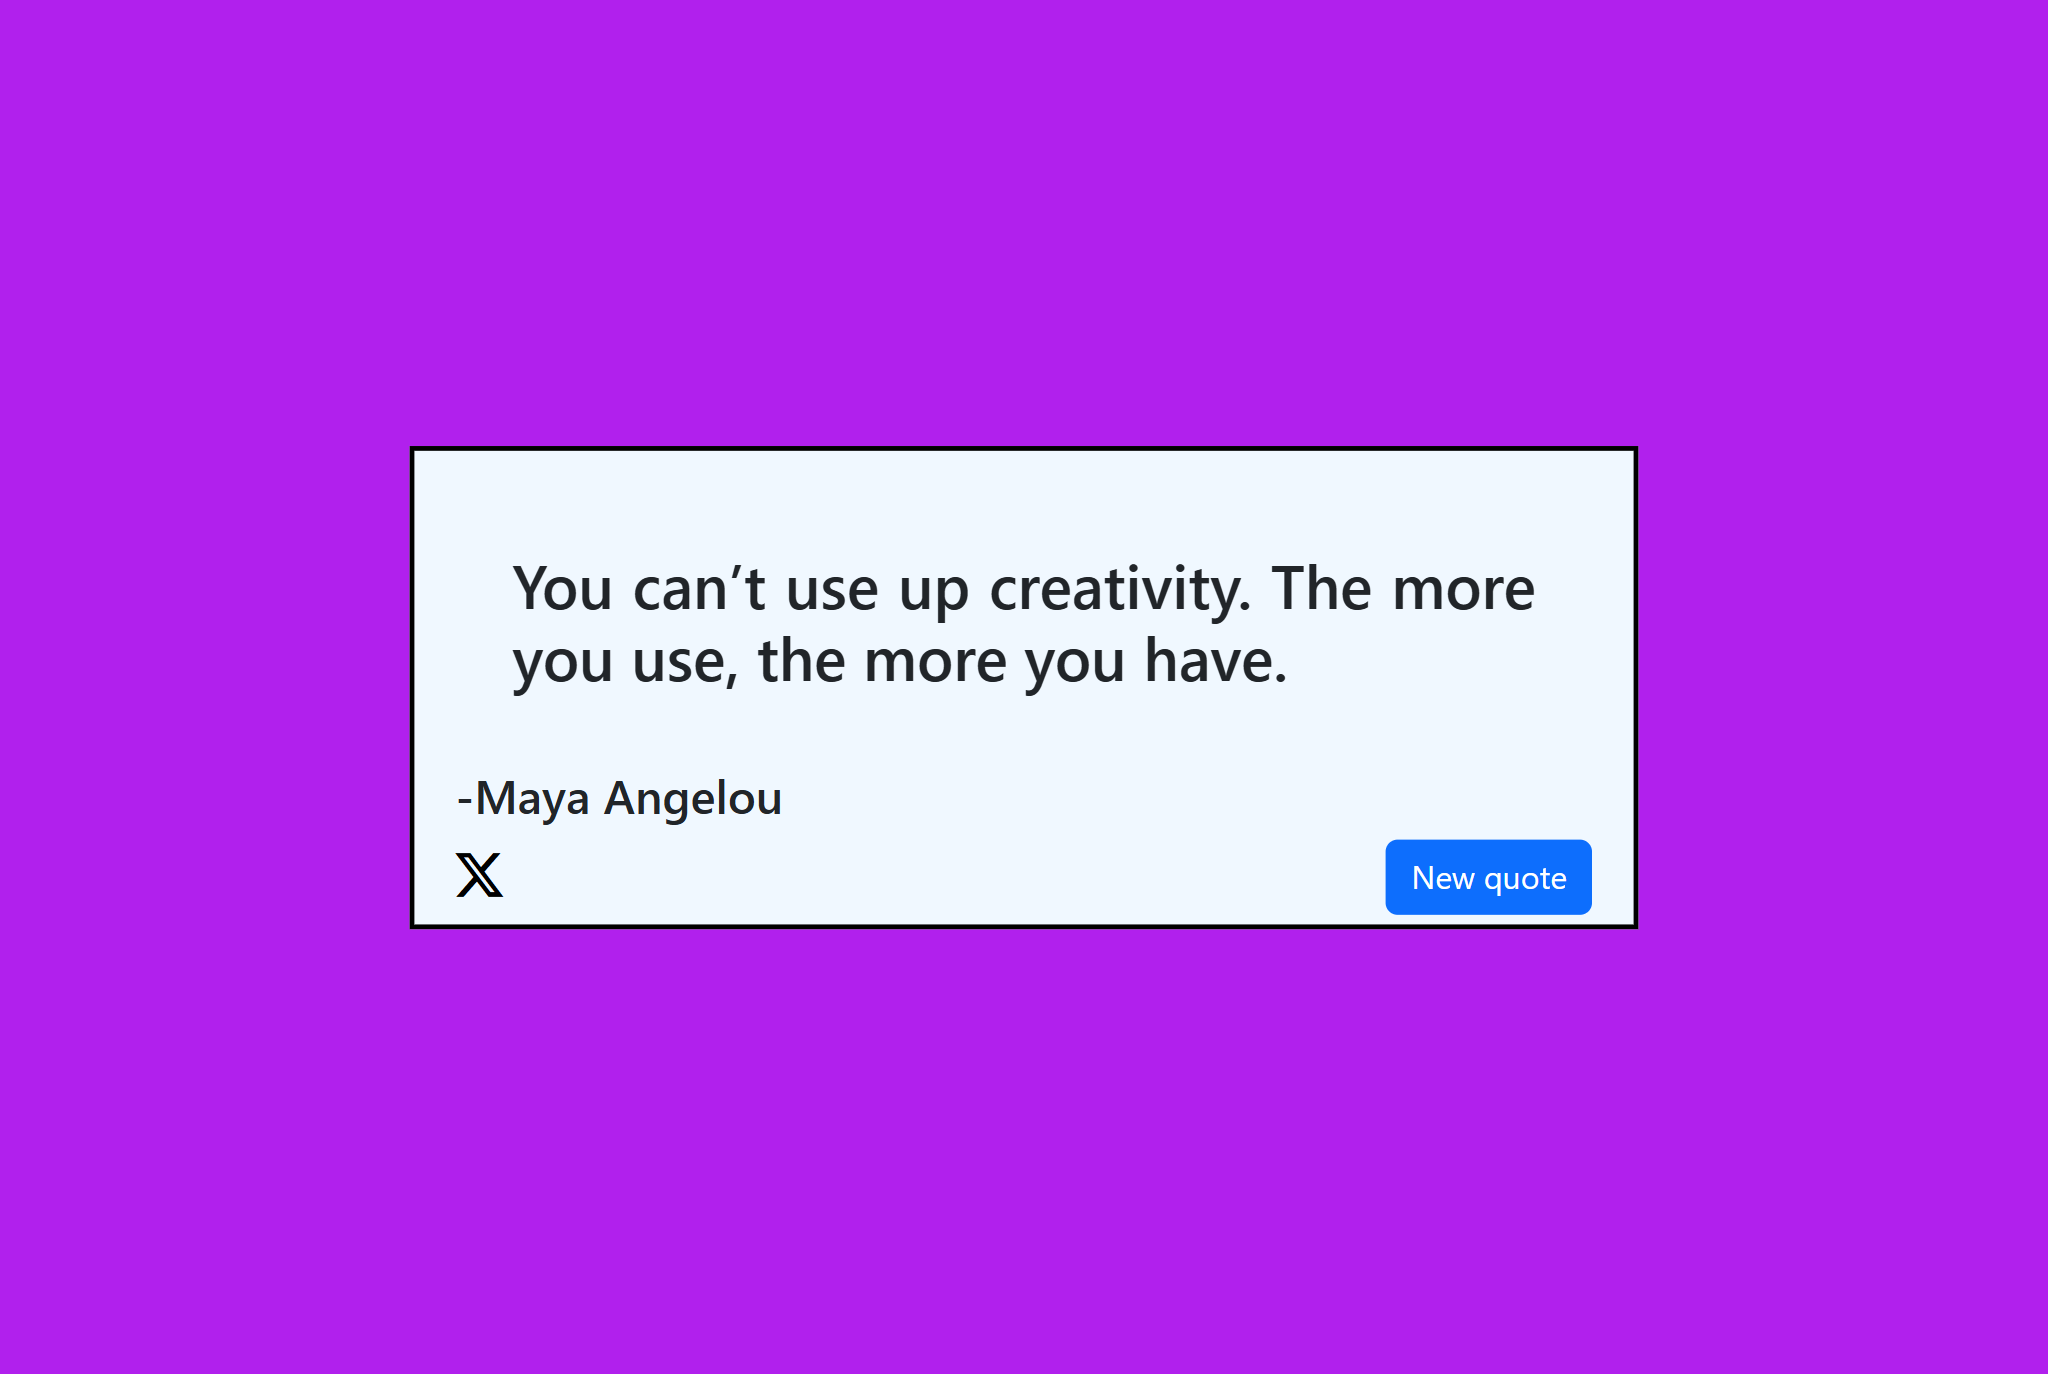 You can’t use up creativity. The more
you use, the more you have.
-Maya Angelou
New quote